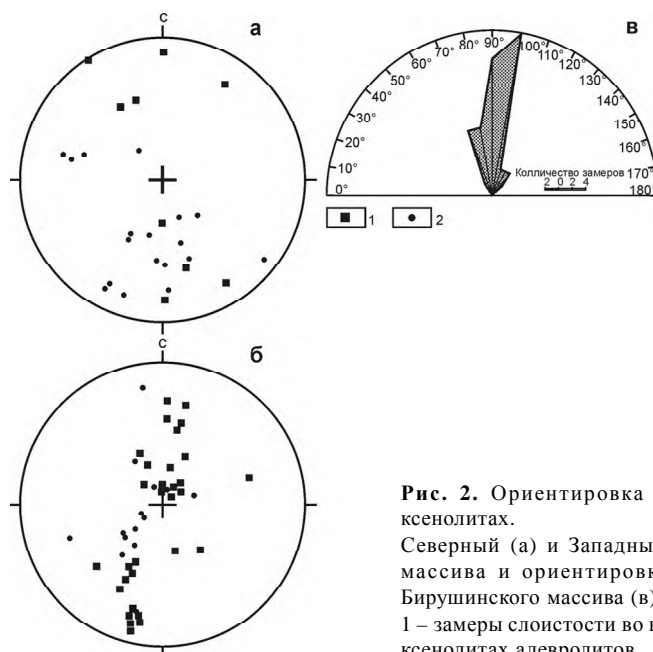 с
а
в
0° 10° 20° 30° 40° 50° 60° 70° 80° 90° 100° 110° 120° 130° 140° 150 160° 170° 180°
Колличество замеров
2 0 2 4
1 2
с
б
Рис. 2. Ориентировка
ксенолитах.
Северный (а) и Западны
массива и ориентировк
Бирушинского массива (в)
1 – замеры слоистости во в
ксенолитах алевролитов